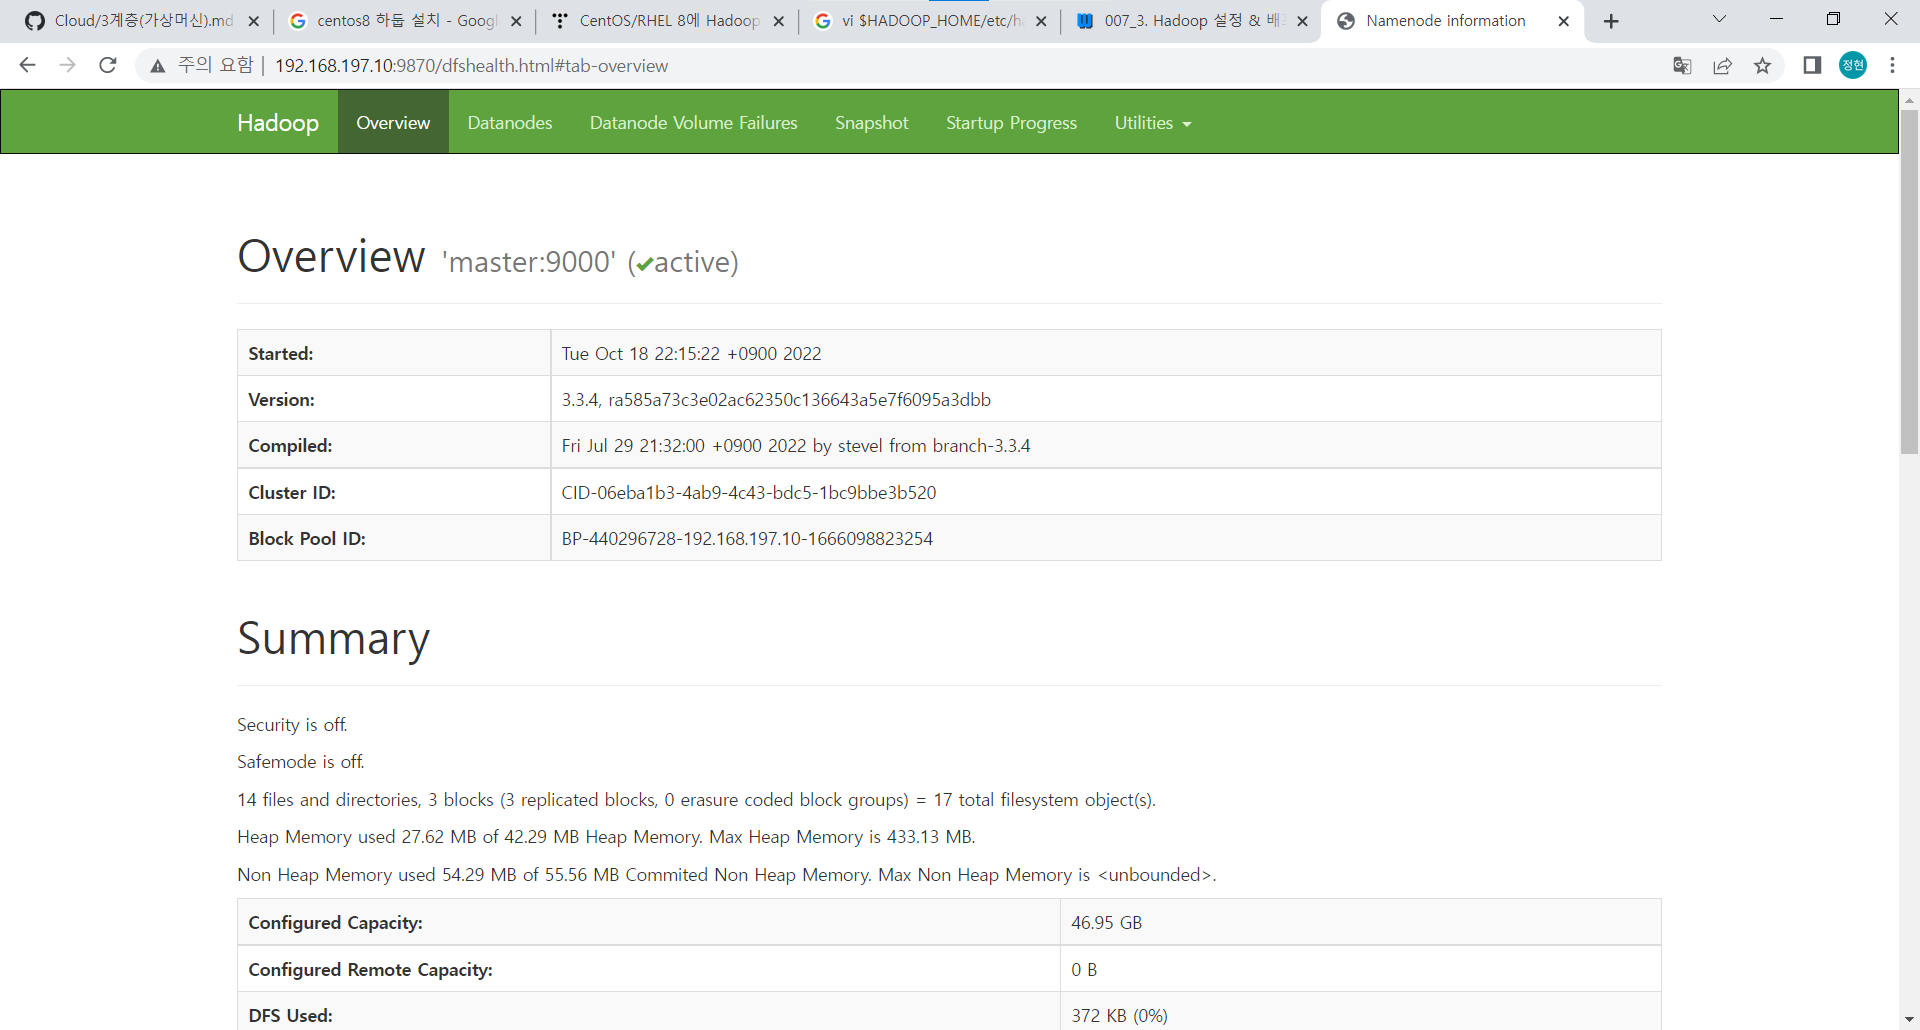 Cloud/3계층(가상머신).md
centos8 하둡 설치 - Googl
CentOS/RHEL 8에 Hadoop
vi $HADOOP_HOME/etc/ha
007_3. Hadoop 설정 & 배
Namenode information
주의 요함 | 192.168.197.10:9870/dfshealth.html#tab-overview
정현
Hadoop Overview Datanodes Datanode Volume Failures Snapshot Startup Progress Utilities
Overview 'master:9000' (✔active)
Started: Tue Oct 18 22:15:22 +0900 2022
Version: 3.3.4, ra585a73c3e02ac62350c136643a5e7f6095a3dbb
Compiled: Fri Jul 29 21:32:00 +0900 2022 by stevel from branch-3.3.4
Cluster ID: CID-06eba1b3-4ab9-4c43-bdc5-1bc9bbe3b520
Block Pool ID: BP-440296728-192.168.197.10-1666098823254
Summary
Security is off.
Safemode is off.
14 files and directories, 3 blocks (3 replicated blocks, 0 erasure coded block groups) = 17 total filesystem object(s).
Heap Memory used 27.62 MB of 42.29 MB Heap Memory. Max Heap Memory is 433.13 MB.
Non Heap Memory used 54.29 MB of 55.56 MB Commited Non Heap Memory. Max Non Heap Memory is <unbounded>.
Configured Capacity: 46.95 GB
Configured Remote Capacity: 0 B
DFS Used: 372 KB (0%)